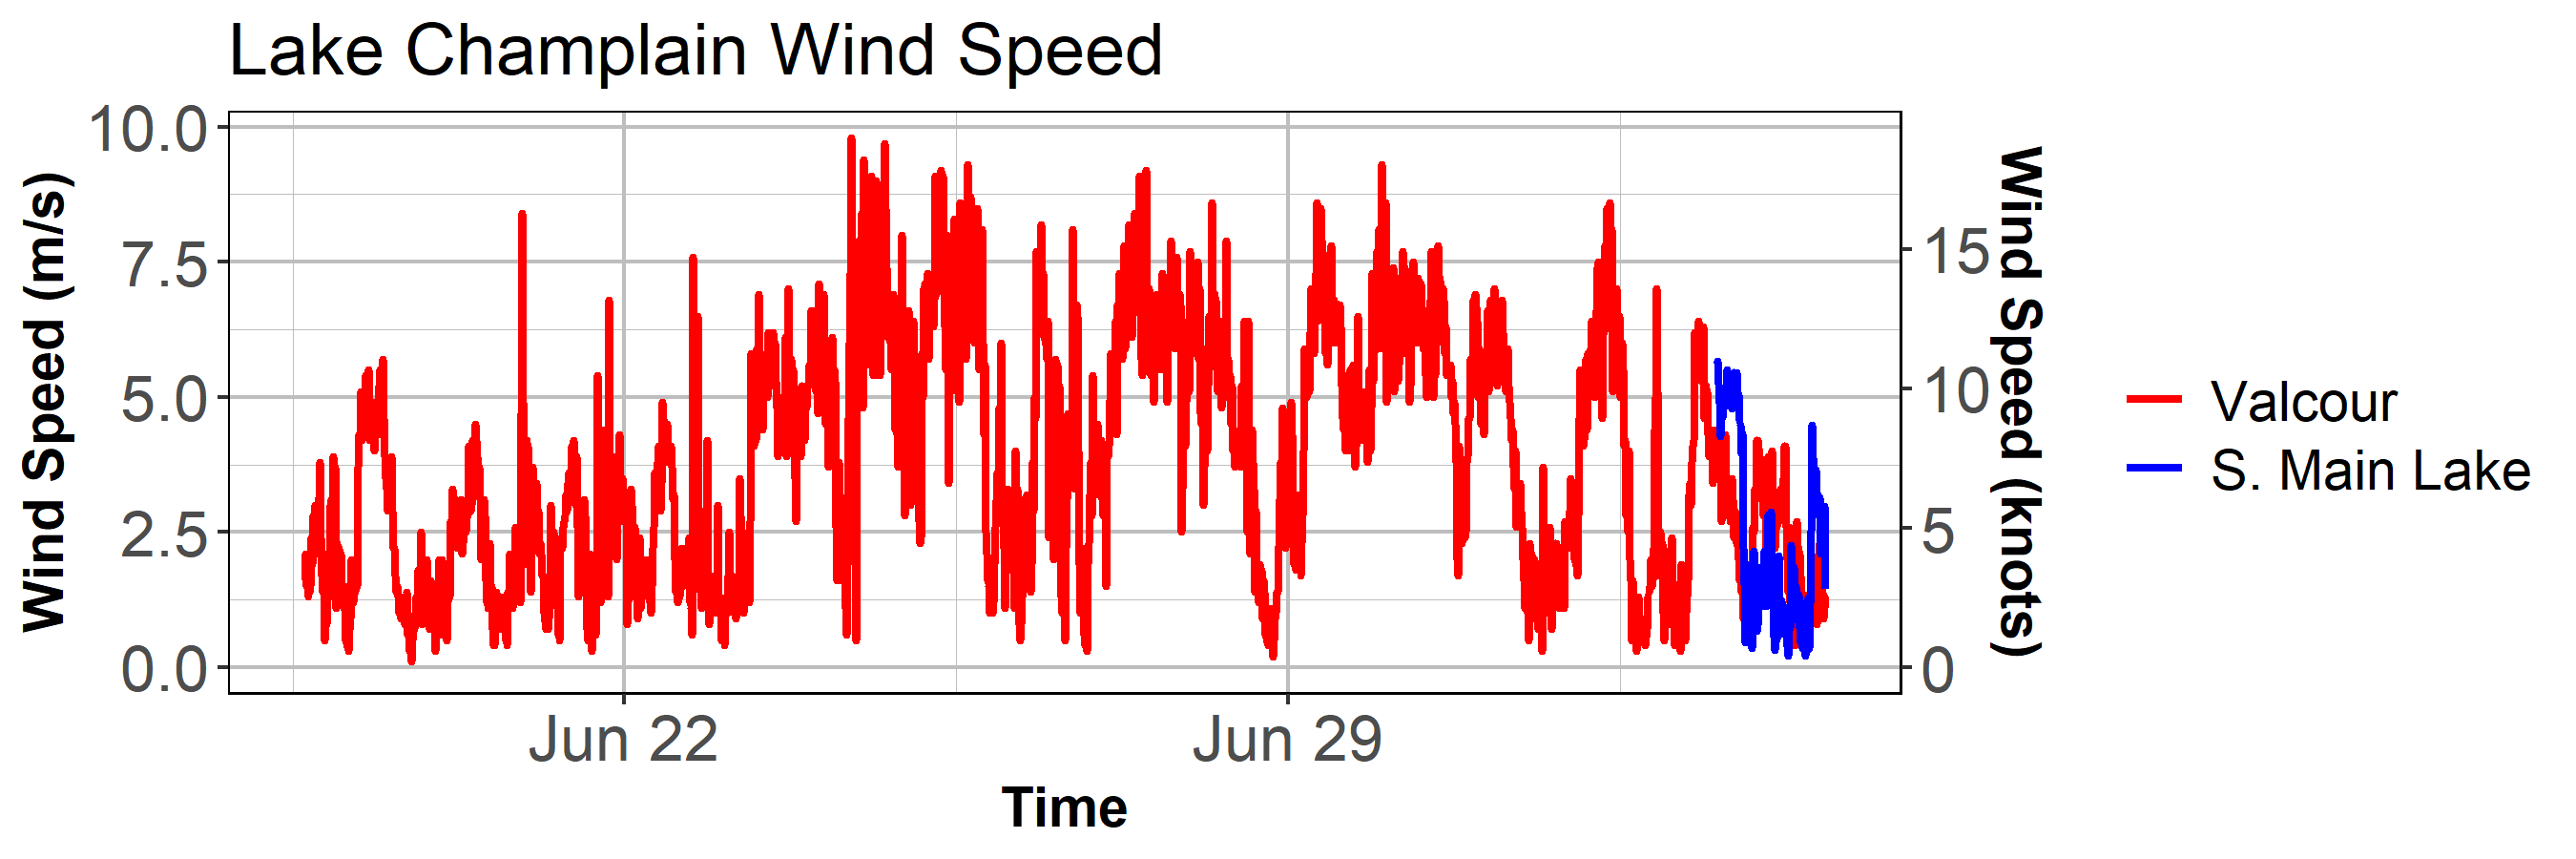 Lake Champlain Wind Speed
Wind Speed (m/s)
10.0
7.5
5.0
2.5
0.0
Wind Speed (knots)
15
10
5
0
Jun 22
Jun 29
Time
Valcour
S. Main Lake